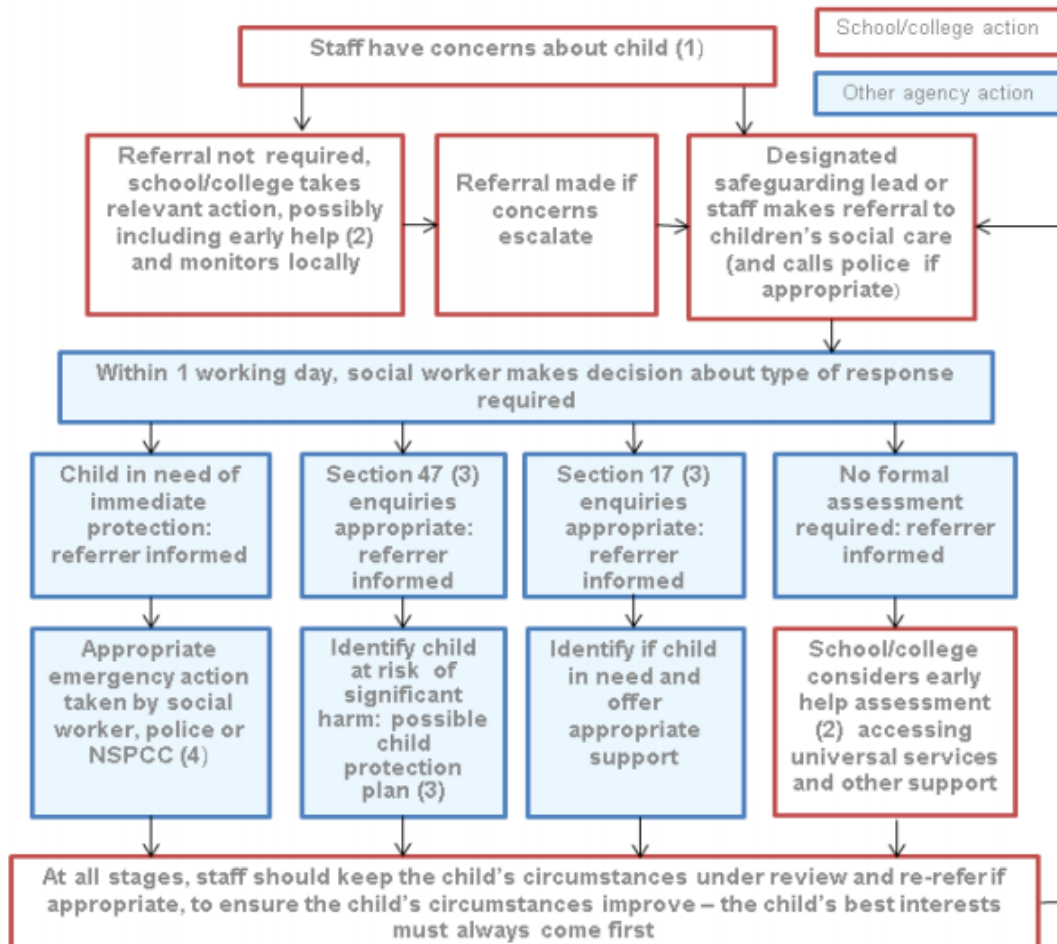 School/college action
Other agency action
Staff have concerns about child (1)
Referral not required,
school/college takes
relevant action, possibly
including early help (2)
and monitors locally
Referral made if
concerns
escalate
Designated
safeguarding lead or
staff makes referral to
children's social care
(and calls police if
appropriate)
Within 1 working day, social worker makes decision about type of response
required
Child in need of
immediate
protection:
referrer informed
Section 47 (3)
enquiries
appropriate:
referrer
informed
Section 17 (3)
enquiries
appropriate:
referrer
informed
No formal
assessment
required: referrer
informed
Appropriate
emergency action
taken by social
worker, police or
NSPCC (4)
Identify child
at risk of
significant
harm: possible
child
protection
plan (3)
Identify if child
in need and
offer
appropriate
support
School/college
considers early
help assessment
(2) accessing
universal services
and other support
At all stages, staff should keep the child's circumstances under review and re-refer if
appropriate, to ensure the child's circumstances improve – the child's best interests
must always come first